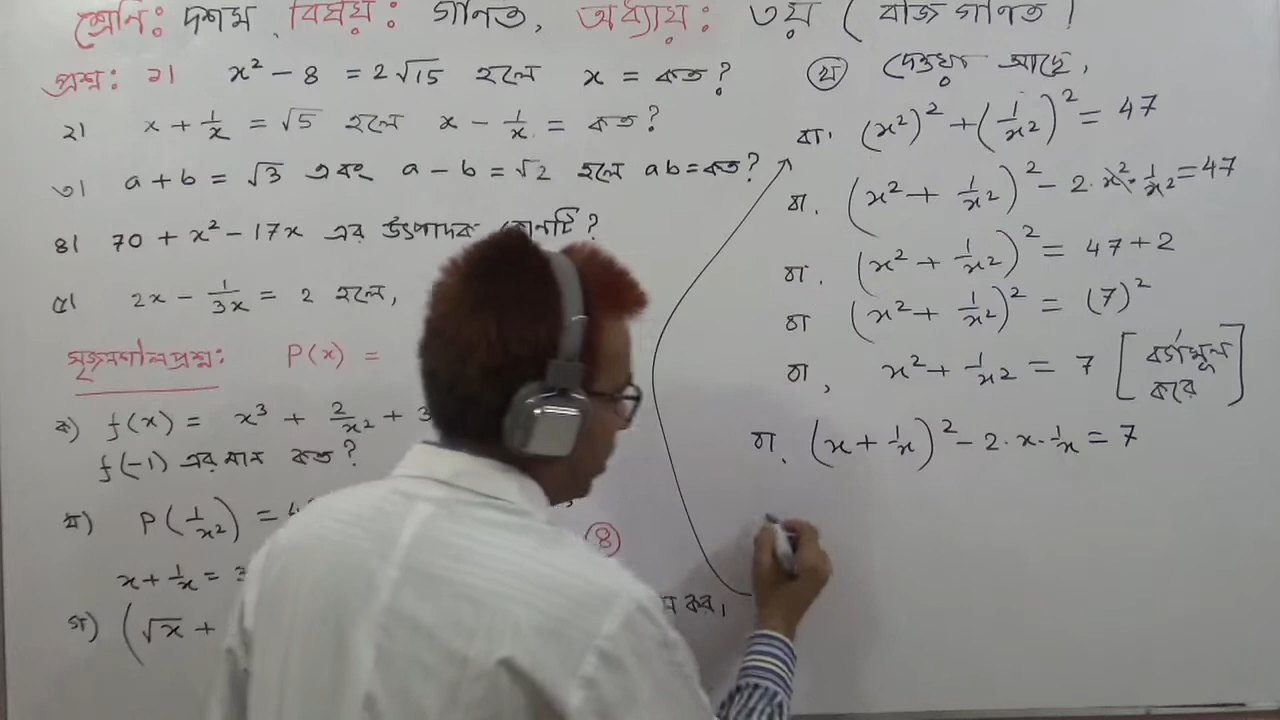 শ্রেনি: দশম, বিষয়: গণিত, অধ্যায়: ৩য় ( বীজ গণিত )
প্রশ্ন: ১। x² - 8 = 2√15 হলে x = কত?
২। x + 1/x = √5 হলে x - 1/x = কত?
৩। a + b = √3 এবং a - b = √2 হলে ab = কত?
৪। 70 + x² - 17x এর উৎপাদক কোনটি?
৫। 2x - 1/3x = 2 হলে,
সৃজনশীল প্রশ্ন: P(x) =
ক) f(x) = x³ + 2/x² + 3
f(-1) এর মান কত?
P(1/x²) = 4
x + 1/x = 3
(৪)
গ) (√x +
কর,
(খ) দেওয়া আছে,
বা, (x²)² + (1/x²)² = 47
বা, (x² + 1/x²)² - 2.x².1/x² = 47
বা, (x² + 1/x²)² = 47 + 2
বা (x² + 1/x²)² = (7)²
বা, x² + 1/x² = 7 [বর্গমূল করে]
বা, (x + 1/x)² - 2.x.1/x = 7